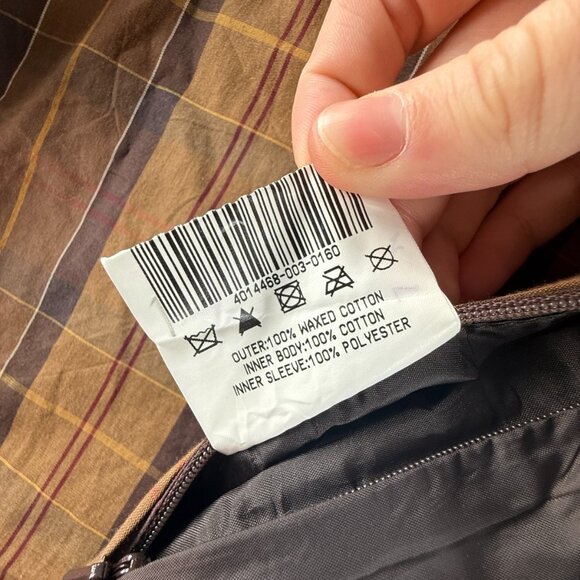 4014468-003-0160
OUTER:100% WAXED COTTON
INNER BODY:100% COTTON
INNER SLEEVE:100% POLYESTER